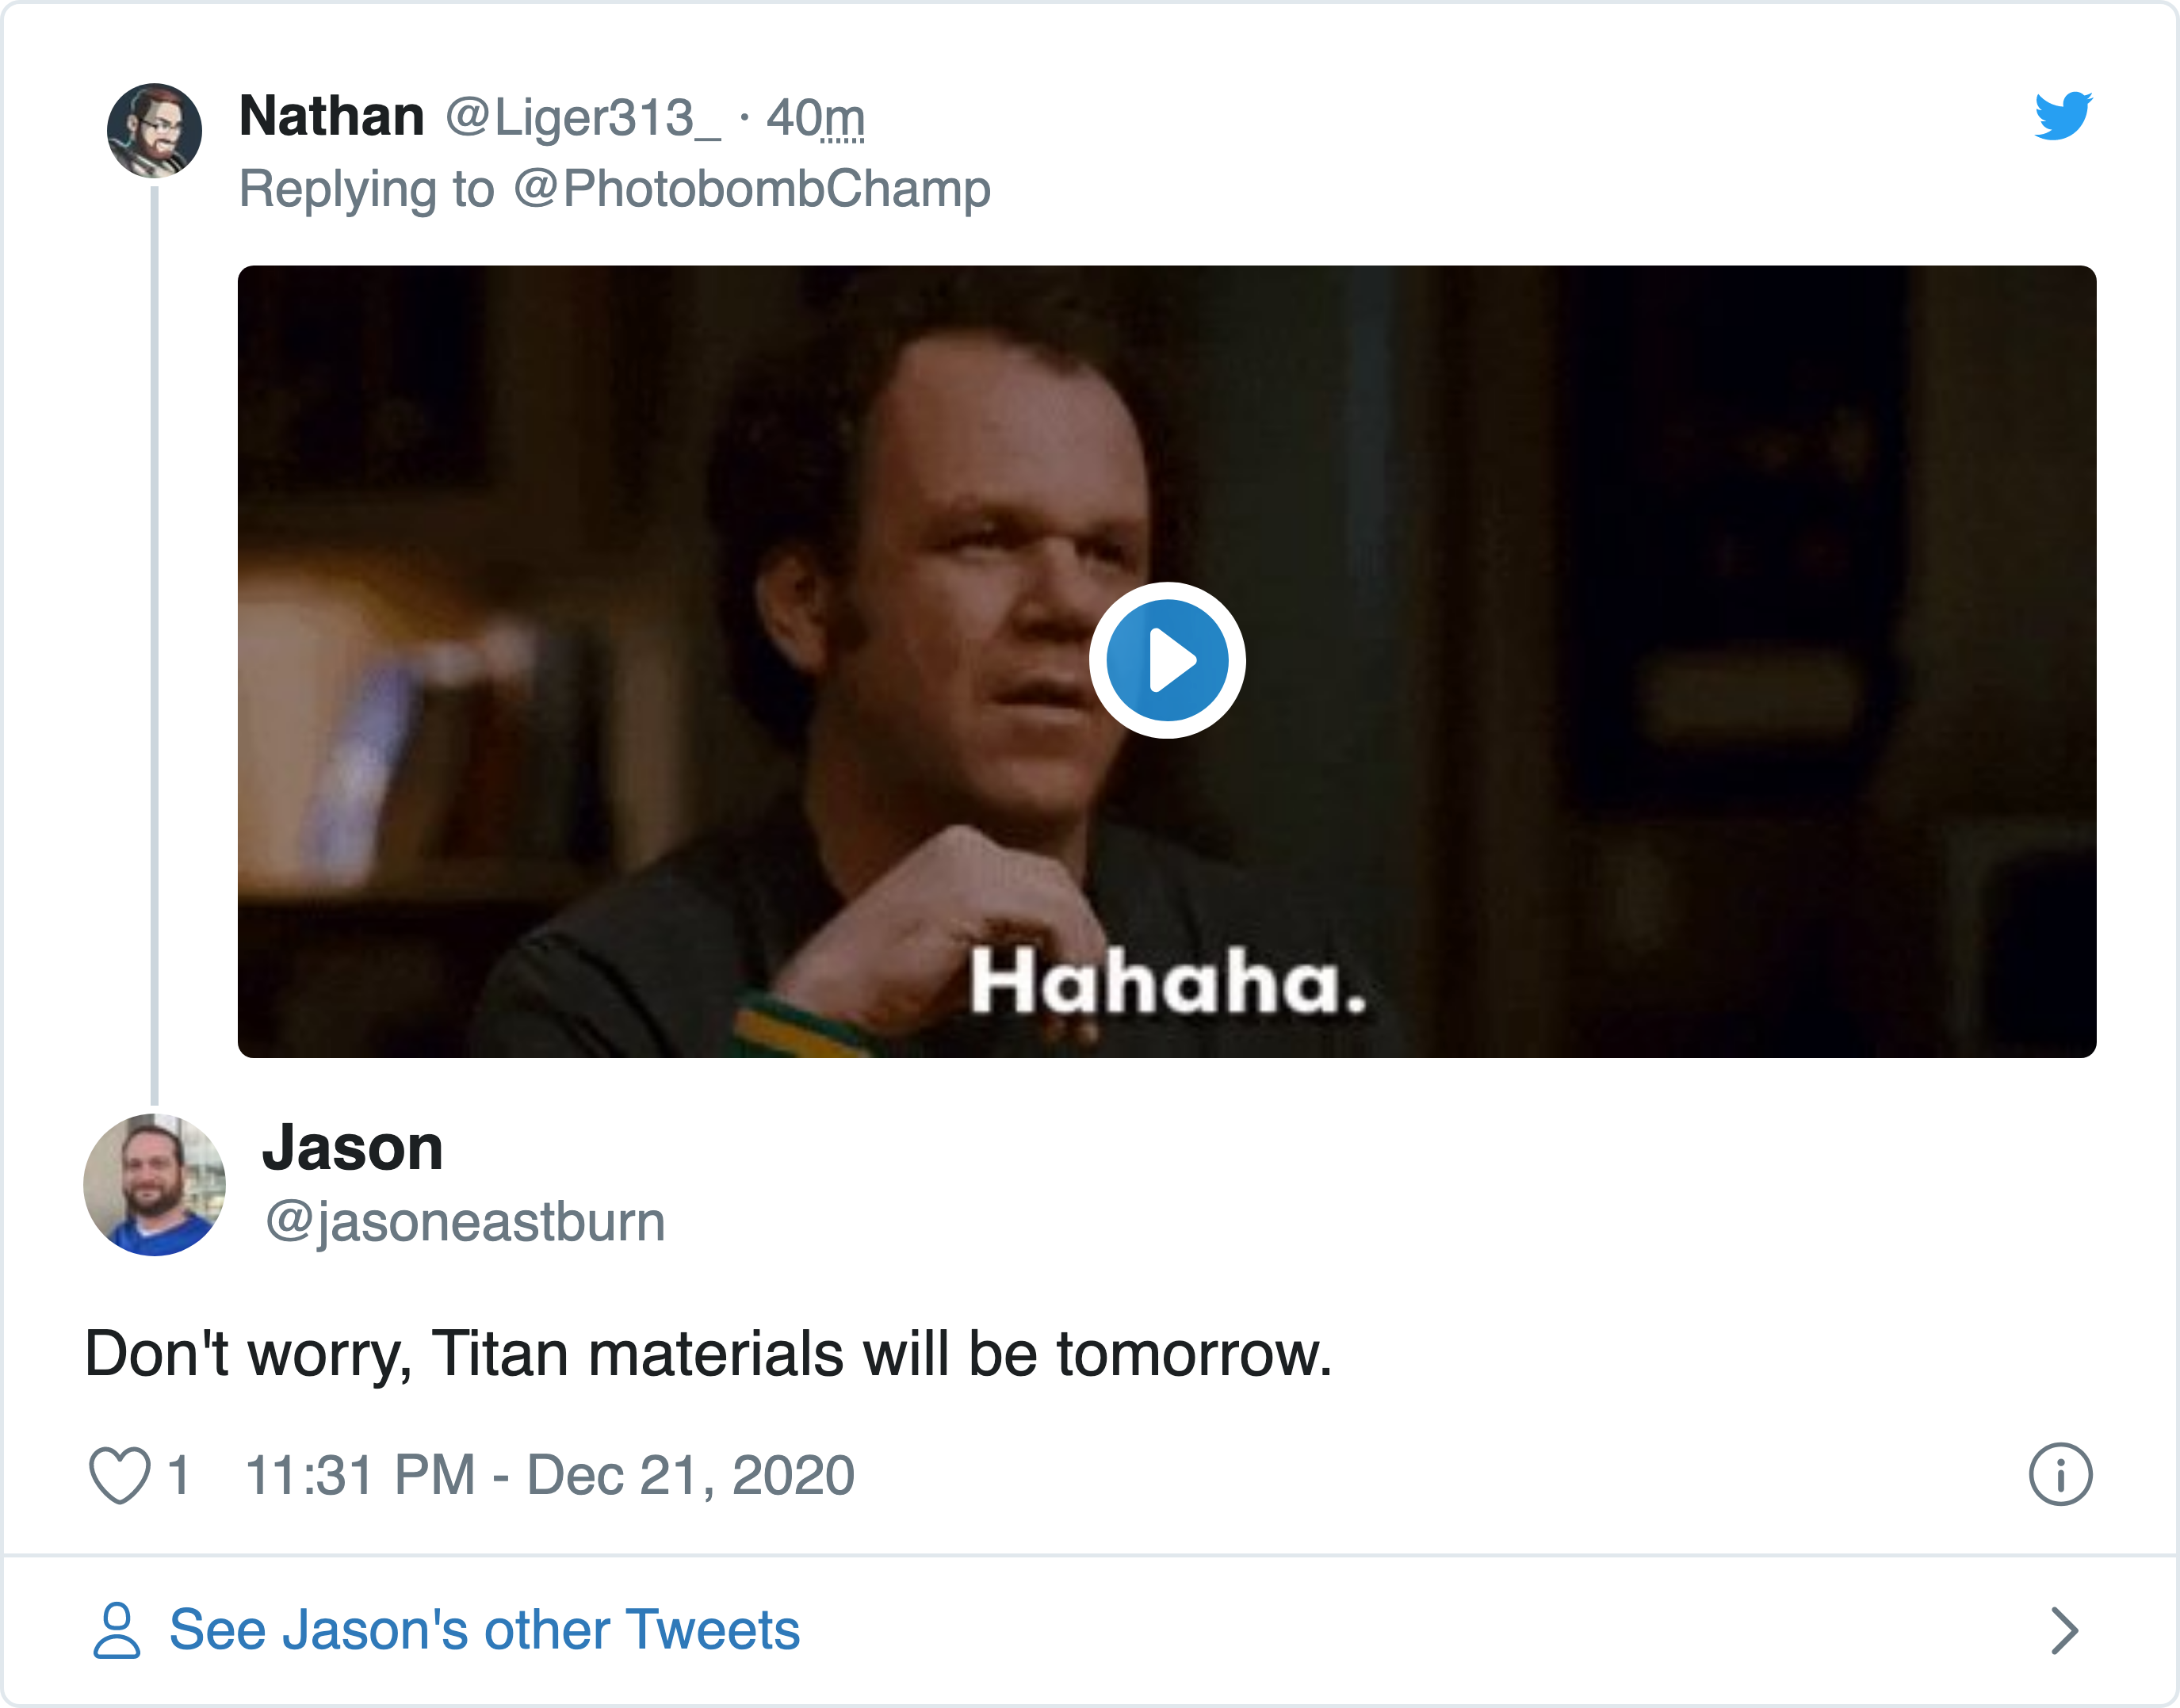 Nathan @Liger313_ · 40m
Replying to @PhotobombChamp
Hahaha.
Jason
@jasoneastburn
Don't worry, Titan materials will be tomorrow.
1 11:31 PM - Dec 21, 2020
See Jason's other Tweets